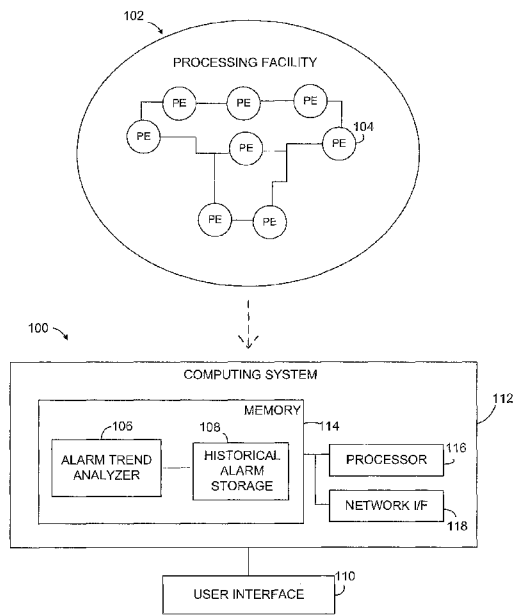 102
PROCESSING FACILITY
PE PE PE
PE PE PE 104
PE PE
100
COMPUTING SYSTEM
112
MEMORY
114
106
108
ALARM TREND
ANALYZER
HISTORICAL
ALARM
STORAGE
PROCESSOR
116
NETWORK I/F
118
USER INTERFACE
110